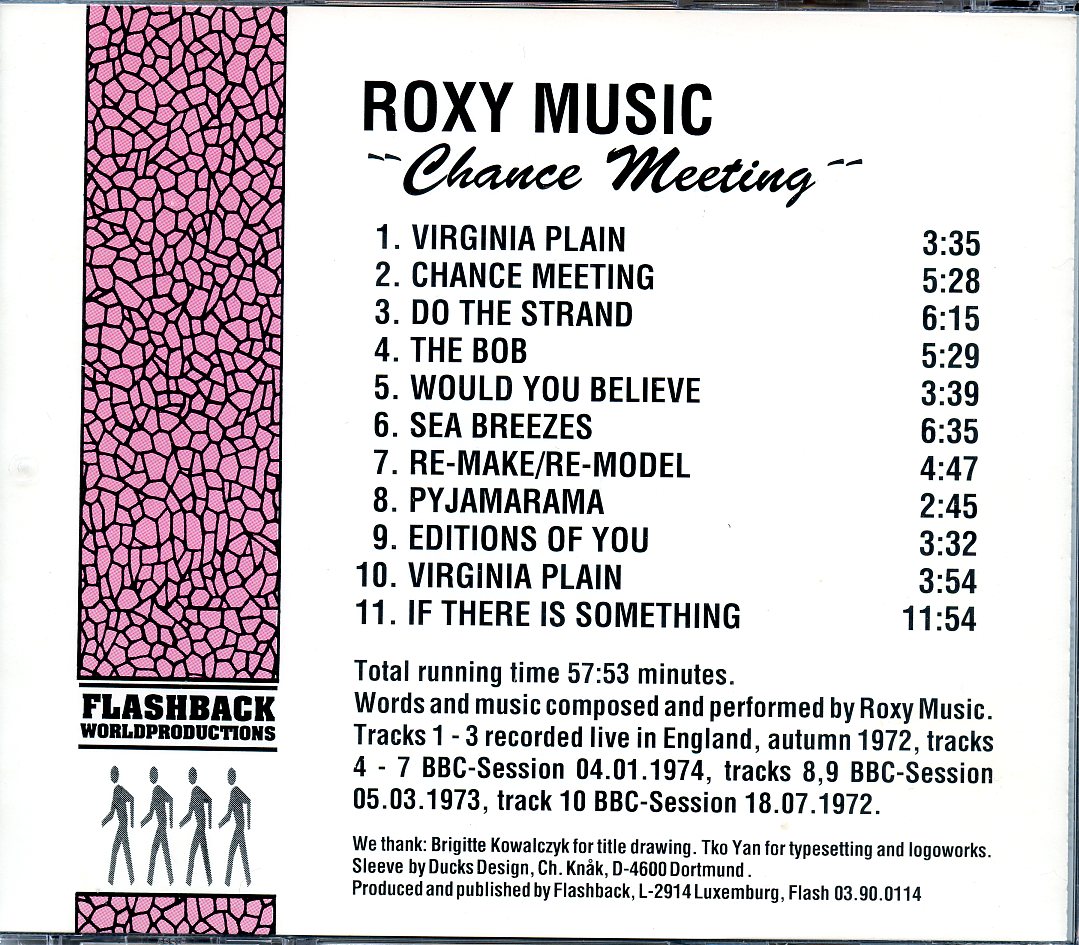 ROXY MUSIC
"Chance Meeting"
1. VIRGINIA PLAIN 3:35
2. CHANCE MEETING 5:28
3. DO THE STRAND 6:15
4. THE BOB 5:29
5. WOULD YOU BELIEVE 3:39
6. SEA BREEZES 6:35
7. RE-MAKE/RE-MODEL 4:47
8. PYJAMARAMA 2:45
9. EDITIONS OF YOU 3:32
10. VIRGINIA PLAIN 3:54
11. IF THERE IS SOMETHING 11:54
Total running time 57:53 minutes.
Words and music composed and performed by Roxy Music.
Tracks 1 - 3 recorded live in England, autumn 1972, tracks
4 - 7 BBC-Session 04.01.1974, tracks 8,9 BBC-Session
05.03.1973, track 10 BBC-Session 18.07.1972.
We thank: Brigitte Kowalczyk for title drawing. Tko Yan for typesetting and logoworks.
Sleeve by Ducks Design, Ch. Knåk, D-4600 Dortmund.
Produced and published by Flashback, L-2914 Luxemburg, Flash 03.90.0114
FLASHBACK
WORLDPRODUCTIONS